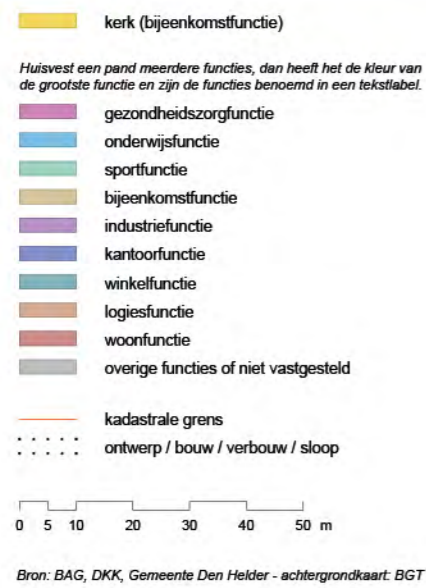 kerk (bijeenkomstfunctie)
Huisvest een pand meerdere functies, dan heeft het de kleur van
de grootste functie en zijn de functies benoemd in een tekstlabel.
gezondheidszorgfunctie
onderwijsfunctie
sportfunctie
bijeenkomstfunctie
industriefunctie
kantoorfunctie
winkelfunctie
logiesfunctie
woonfunctie
overige functies of niet vastgesteld
kadastrale grens
ontwerp / bouw / verbouw / sloop
0 5 10 20 30 40 50 m
Bron: BAG, DKK, Gemeente Den Helder - achtergrondkaart: BGT